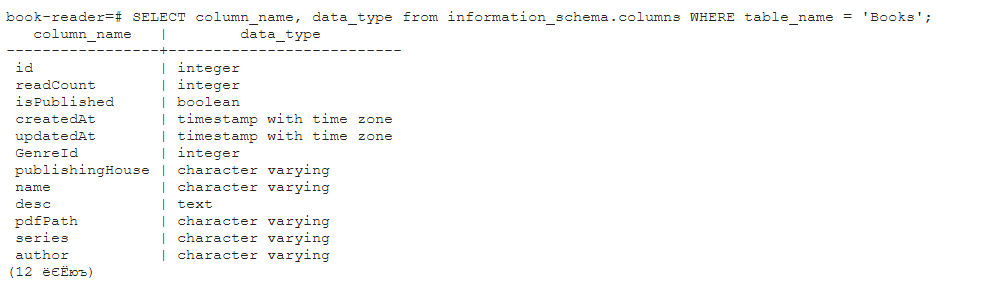 book-reader=# SELECT column_name, data_type from information_schema.columns WHERE table_name = 'Books';
column_name | data_type
-----------------+--------------------------
id | integer
readCount | integer
isPublished | boolean
createdAt | timestamp with time zone
updatedAt | timestamp with time zone
GenreId | integer
publishingHouse | character varying
name | character varying
desc | text
pdfPath | character varying
series | character varying
author | character varying
(12 ёЄЁюъ)